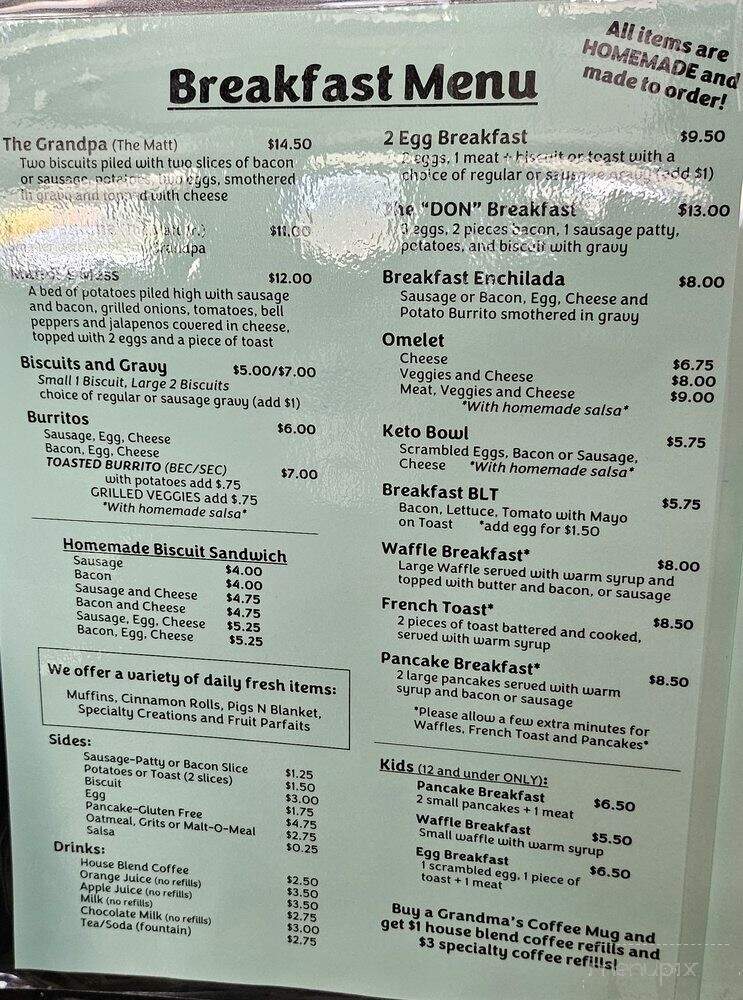 All items are
HOMEMADE and
made to order!
Breakfast Menu
The Grandpa (The Matt) $14.50
Two biscuits piled with two slices of bacon
or sausage, potatoes, two eggs, smothered
in gravy and topped with cheese
$11.00
Grandpa
$12.00
A bed of potatoes piled high with sausage
and bacon, grilled onions, tomatoes, bell
peppers and jalapenos covered in cheese,
topped with 2 eggs and a piece of toast
Biscuits and Gravy $5.00/$7.00
Small 1 Biscuit, Large 2 Biscuits
choice of regular or sausage gravy (add $1)
Burritos $6.00
Sausage, Egg, Cheese
Bacon, Egg, Cheese
TOASTED BURRITO (BEC/SEC) $7.00
with potatoes add $.75
GRILLED VEGGIES add $.75
*With homemade salsa*
Homemade Biscuit Sandwich
Sausage $4.00
Bacon $4.00
Sausage and Cheese $4.75
Bacon and Cheese $4.75
Sausage, Egg, Cheese $5.25
Bacon, Egg, Cheese $5.25
We offer a variety of daily fresh items:
Muffins, Cinnamon Rolls, Pigs N Blanket,
Specialty Creations and Fruit Parfaits
Sides:
Sausage-Patty or Bacon Slice $1.25
Potatoes or Toast (2 slices) $1.50
Biscuit $3.00
Egg $1.75
Pancake-Gluten Free $4.75
Oatmeal, Grits or Malt-O-Meal $2.75
Salsa $0.25
Drinks:
House Blend Coffee $2.50
Orange Juice (no refills) $3.50
Apple Juice (no refills) $3.50
Milk (no refills) $2.75
Chocolate Milk (no refills) $3.00
Tea/Soda (fountain) $2.75
2 Egg Breakfast $9.50
2 eggs, 1 meat + biscuit or toast with a
choice of regular or sausage gravy (add $1)
The "DON" Breakfast $13.00
eggs, 2 pieces bacon, 1 sausage patty,
potatoes, and biscuit with gravy
Breakfast Enchilada $8.00
Sausage or Bacon, Egg, Cheese and
Potato Burrito smothered in gravy
Omelet
Cheese $6.75
Veggies and Cheese $8.00
Meat, Veggies and Cheese $9.00
*With homemade salsa*
Keto Bowl $5.75
Scrambled Eggs, Bacon or Sausage,
Cheese *With homemade salsa*
Breakfast BLT $5.75
Bacon, Lettuce, Tomato with Mayo
on Toast *add egg for $1.50
Waffle Breakfast* $8.00
Large Waffle served with warm syrup and
topped with butter and bacon, or sausage
French Toast* $8.50
2 pieces of toast battered and cooked,
served with warm syrup
Pancake Breakfast* $8.50
2 large pancakes served with warm
syrup and bacon or sausage
*Please allow a few extra minutes for
Waffles, French Toast and Pancakes*
Kids (12 and under ONLY):
Pancake Breakfast $6.50
2 small pancakes + 1 meat
Waffle Breakfast $5.50
Small waffle with warm syrup
Egg Breakfast $6.50
1 scrambled egg, 1 piece of
toast + 1 meat
Buy a Grandma's Coffee Mug and
get $1 house blend coffee refills and
$3 specialty coffee refills!
menupix